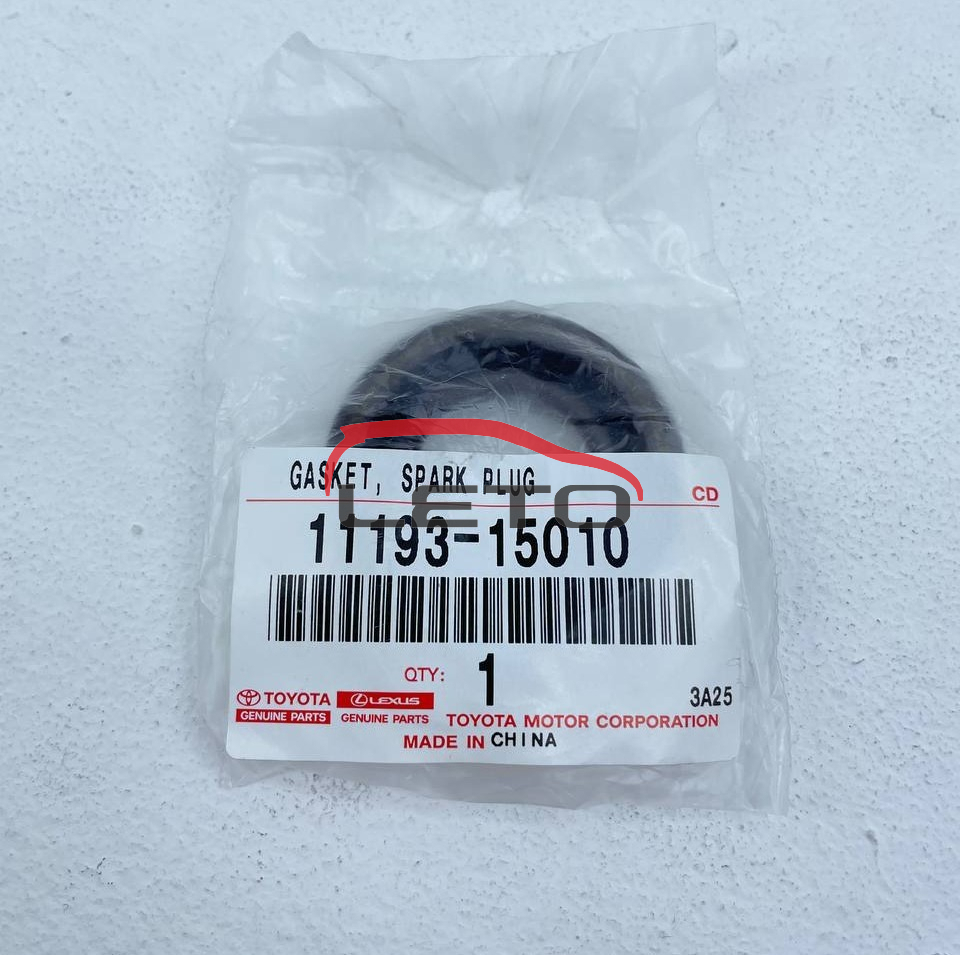 GASKET, SPARK PLUG
CD
LETO
11193-15010
QTY: 1
3A25
TOYOTA LEXUS
GENUINE PARTS GENUINE PARTS TOYOTA MOTOR CORPORATION
MADE IN CHINA